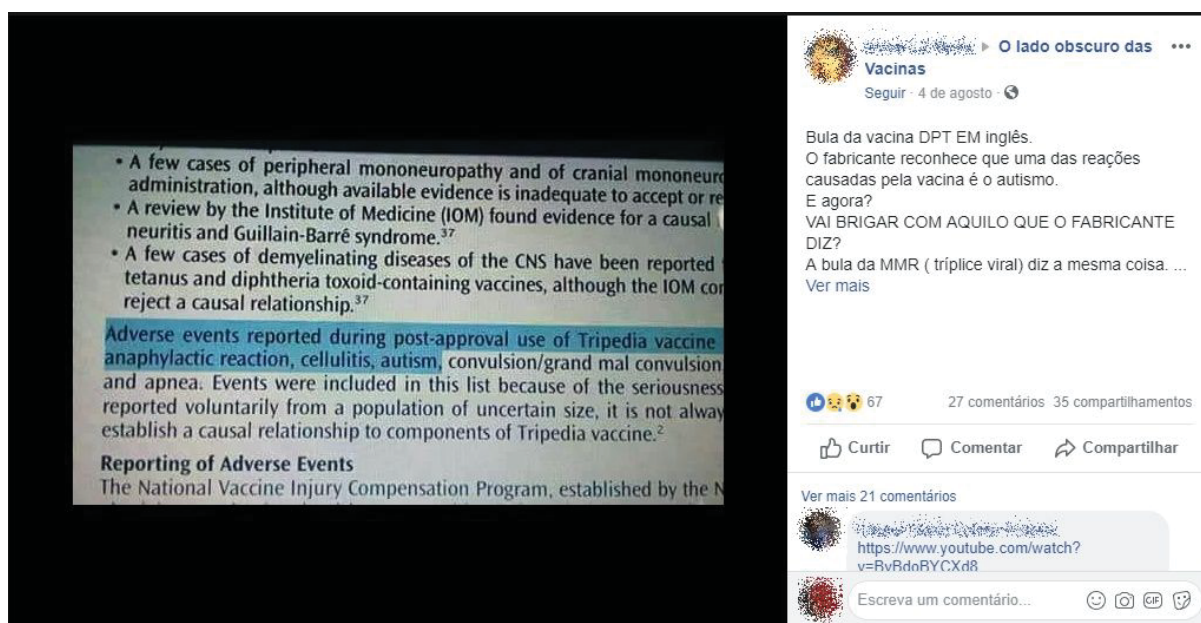 • A few cases of peripheral mononeuropathy and of cranial mononeur
administration, although available evidence is inadequate to accept or re
• A review by the Institute of Medicine (IOM) found evidence for a causal
neuritis and Guillain-Barré syndrome.37
• A few cases of demyelinating diseases of the CNS have been reported
tetanus and diphtheria toxoid-containing vaccines, although the IOM con
reject a causal relationship.37
Adverse events reported during post-approval use of Tripedia vaccine
anaphylactic reaction, cellulitis, autism, convulsion/grand mal convulsion
and apnea. Events were included in this list because of the seriousness
reported voluntarily from a population of uncertain size, it is not alway
establish a causal relationship to components of Tripedia vaccine.2
Reporting of Adverse Events
The National Vaccine Injury Compensation Program, established by the N
O lado obscuro das
Vacinas
Seguir · 4 de agosto ·
Bula da vacina DPT EM inglês.
O fabricante reconhece que uma das reações
causadas pela vacina é o autismo.
E agora?
VAI BRIGAR COM AQUILO QUE O FABRICANTE
DIZ?
A bula da MMR ( tríplice viral) diz a mesma coisa. ...
Ver mais
67
27 comentários 35 compartilhamentos
Curtir Comentar Compartilhar
Ver mais 21 comentários
https://www.youtube.com/watch?
v=BvBdoBYCXd8
Escreva um comentário...
GIF